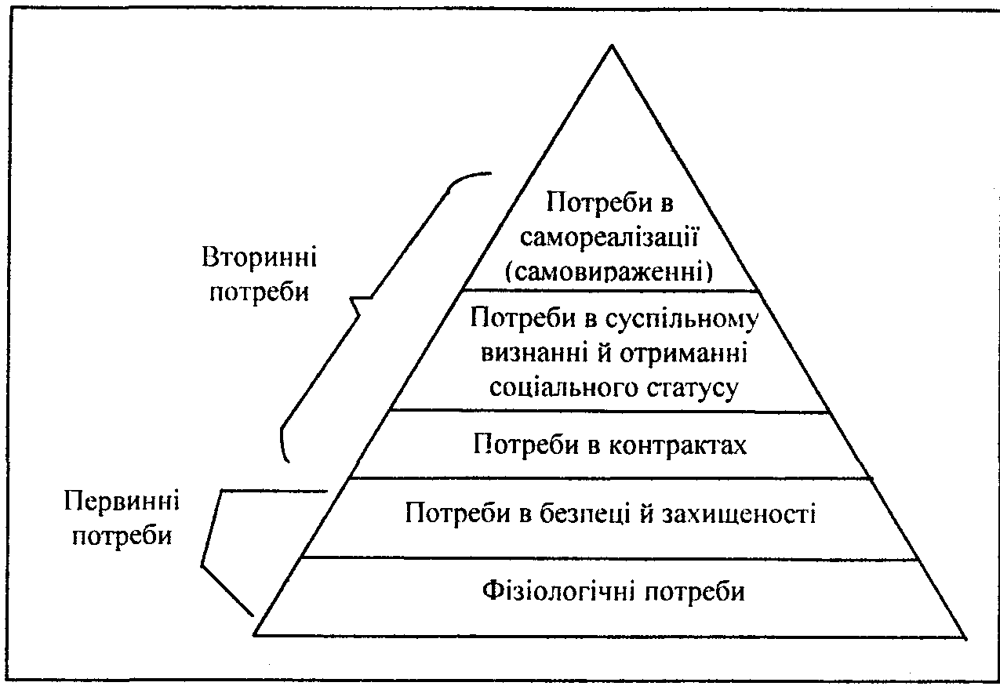 Потреби в
самореалізації
(самовираженні)
Вторинні
потреби
Потреби в суспільному
визнанні й отриманні
соціального статусу
Потреби в контрактах
Первинні
потреби
Потреби в безпеці й захищеності
Фізіологічні потреби